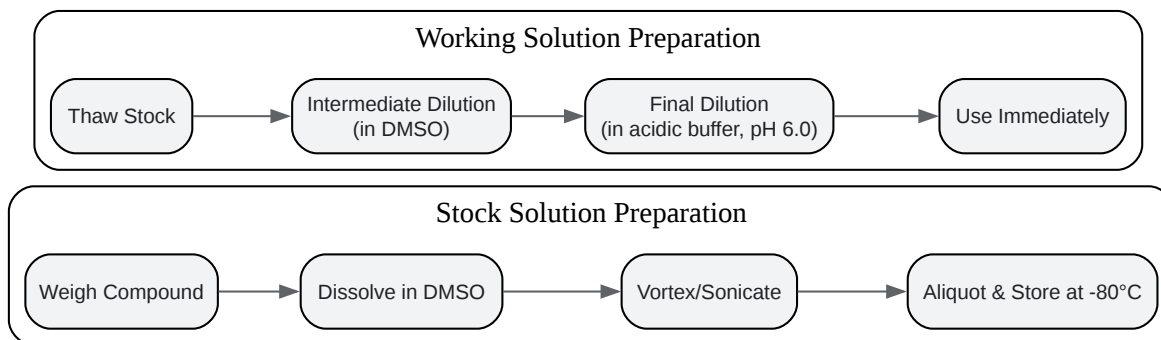 Working Solution Preparation
Thaw Stock
Intermediate Dilution
(in DMSO)
Final Dilution
(in acidic buffer, pH 6.0)
Use Immediately
Stock Solution Preparation
Weigh Compound
Dissolve in DMSO
Vortex/Sonicate
Aliquot & Store at -80°C